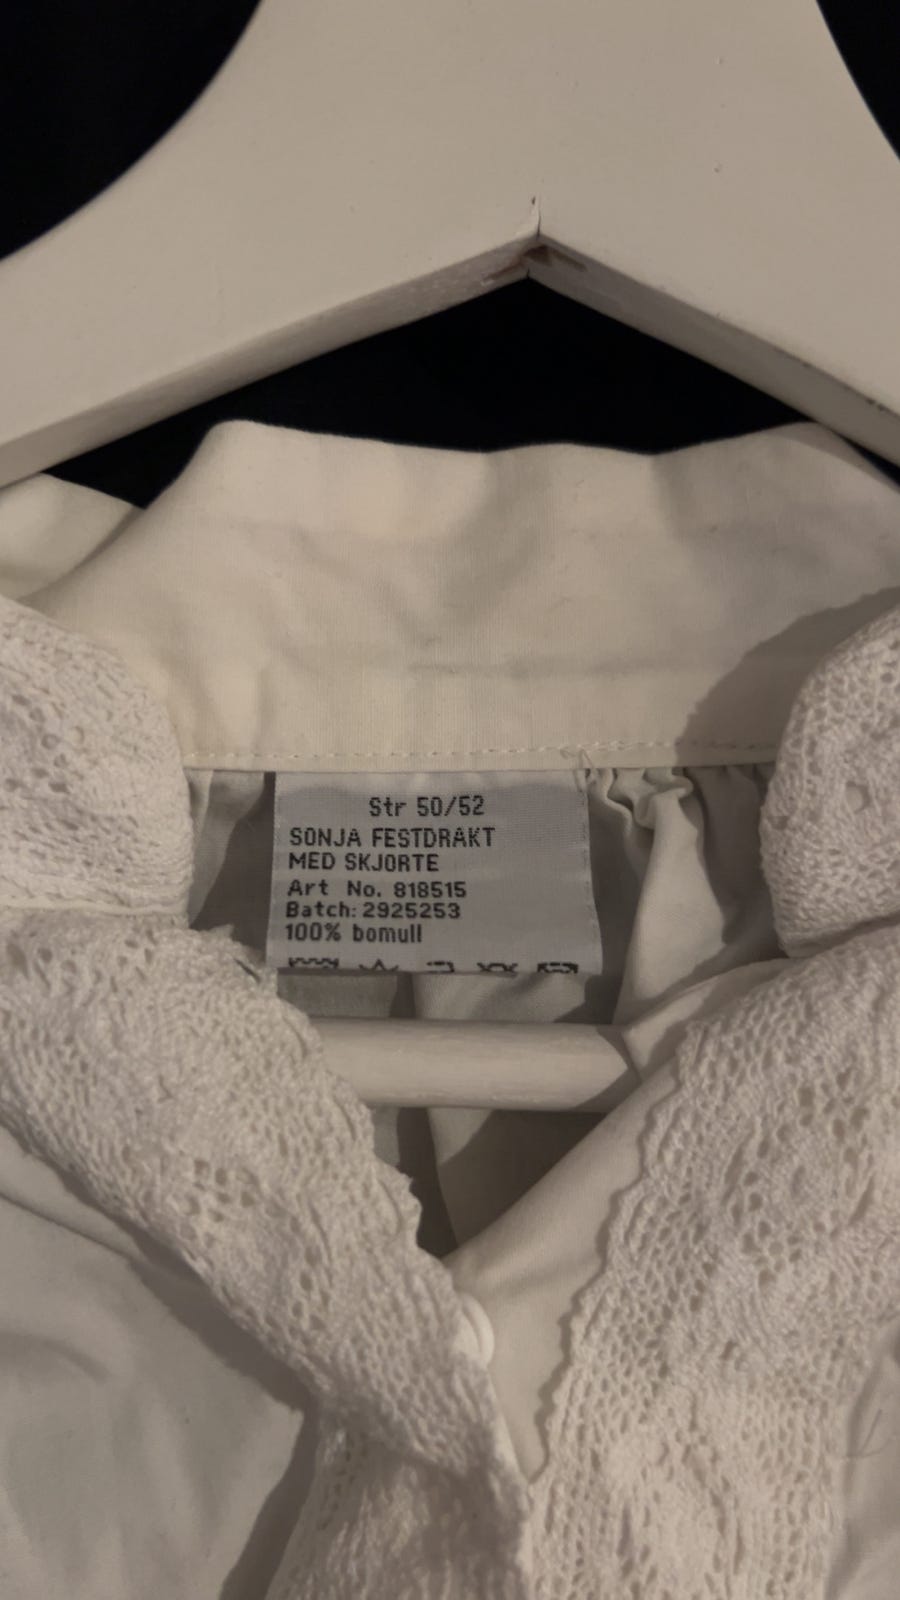 Str 50/52
SONJA FESTDRAKT
MED SKJORTE
Art No. 818515
Batch: 2925253
100% bomull